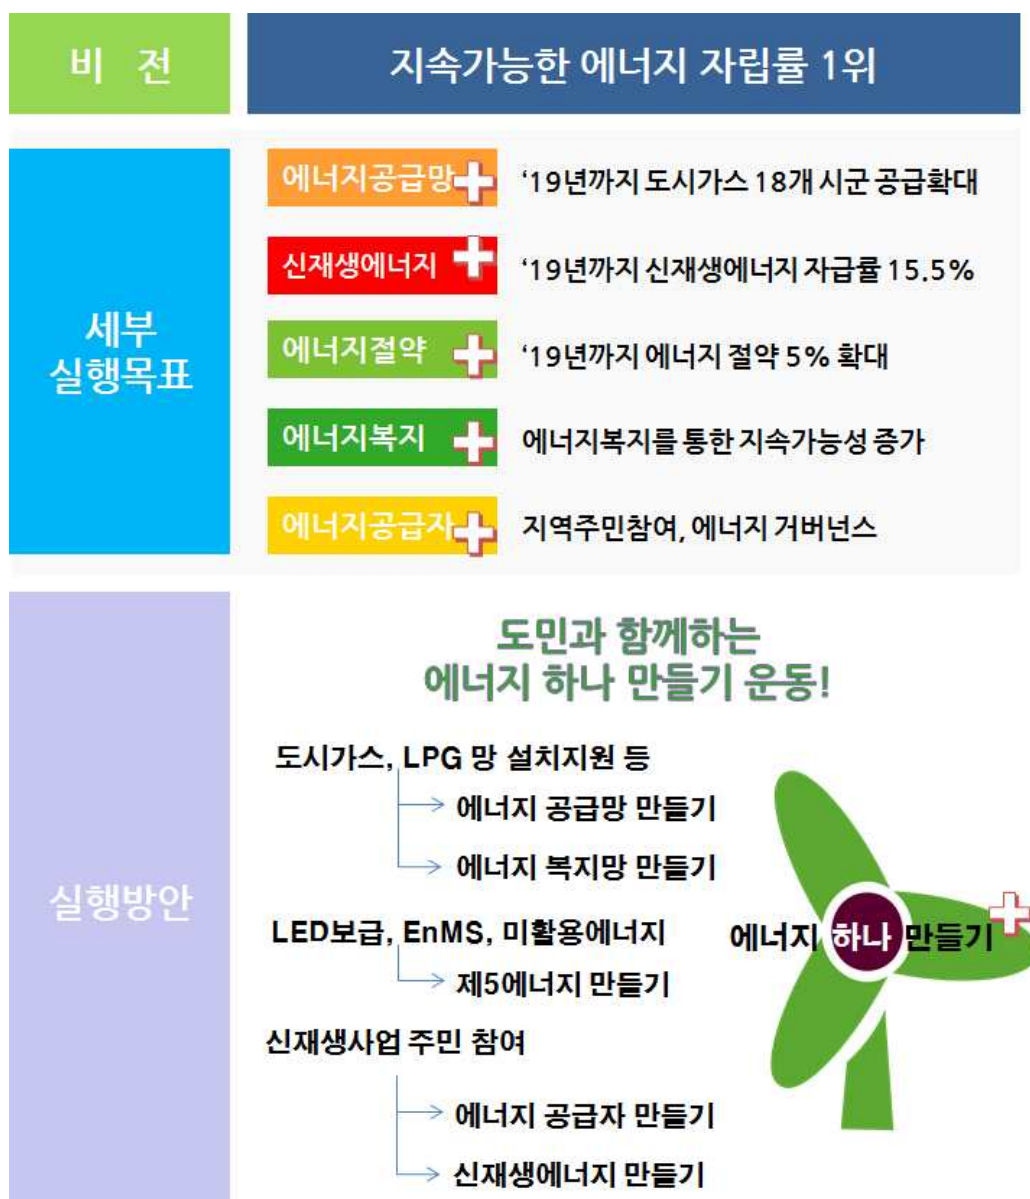 비 전
지속가능한 에너지 자립률 1위
세부
실행목표
에너지공급망
‘19년까지 도시가스 18개 시군 공급확대
신재생에너지
‘19년까지 신재생에너지 자급률 15.5%
에너지절약
‘19년까지 에너지 절약 5% 확대
에너지복지
에너지복지를 통한 지속가능성 증가
에너지공급자
지역주민참여, 에너지 거버넌스
실행방안
도민과 함께하는
에너지 하나 만들기 운동!
도시가스, LPG 망 설치지원 등
에너지 공급망 만들기
에너지 복지망 만들기
LED보급, EnMS, 미활용에너지
제5에너지 만들기
신재생사업 주민 참여
에너지 공급자 만들기
신재생에너지 만들기
에너지 하나 만들기